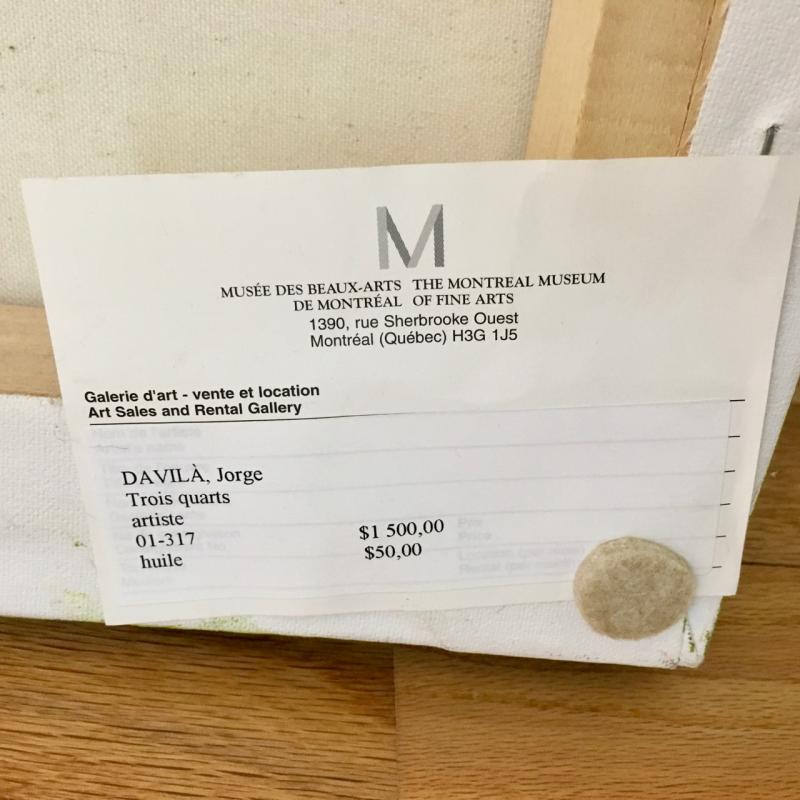 M
MUSÉE DES BEAUX-ARTS THE MONTREAL MUSEUM
DE MONTRÉAL OF FINE ARTS
1390, rue Sherbrooke Ouest
Montréal (Québec) H3G 1J5
Galerie d'art - vente et location
Art Sales and Rental Gallery
DAVILÀ, Jorge
Trois quarts
artiste
01-317 $1 500,00
huile $50,00